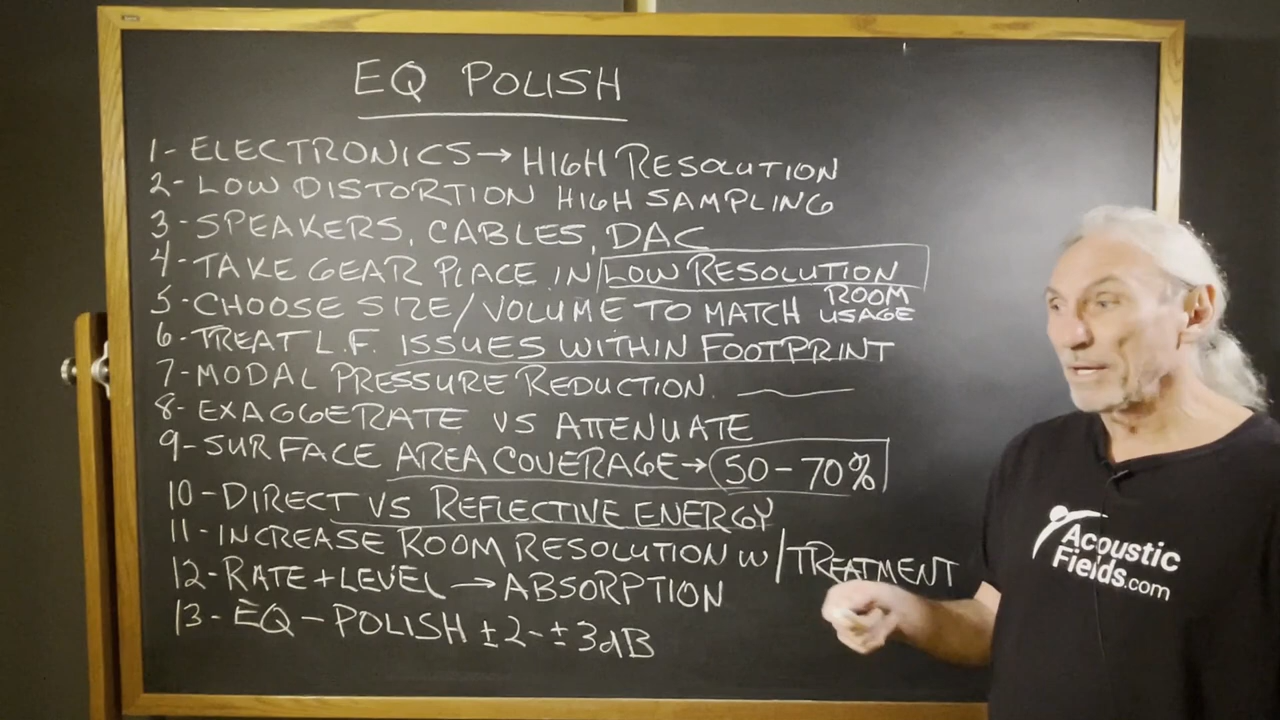 EQ POLISH
1- ELECTRONICS → HIGH RESOLUTION
2- LOW DISTORTION HIGH SAMPLING
3- SPEAKERS, CABLES, DAC
4- TAKE GEAR PLACE IN LOW RESOLUTION
5- CHOOSE SIZE/VOLUME TO MATCH ROOM USAGE
6- TREAT L.F. ISSUES WITHIN FOOTPRINT
7- MODAL PRESSURE REDUCTION.
8- EXAGGERATE VS ATTENUATE
9- SURFACE AREA COVERAGE → 50-70%
10- DIRECT VS REFLECTIVE ENERGY
11- INCREASE ROOM RESOLUTION W/TREATMENT
12- RATE + LEVEL → ABSORPTION
13- EQ - POLISH ±2-±3dB
Acoustic
Fields.com